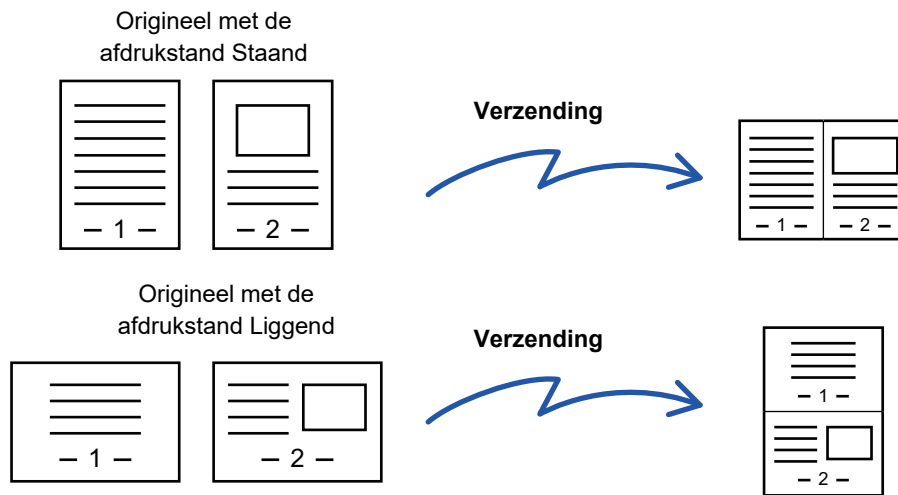 Origineel met de
afdrukstand Staand
Verzending
– 1 –
– 2 –
– 1 –
– 2 –
Origineel met de
afdrukstand Liggend
Verzending
– 1 –
– 1 –
– 2 –
– 2 –